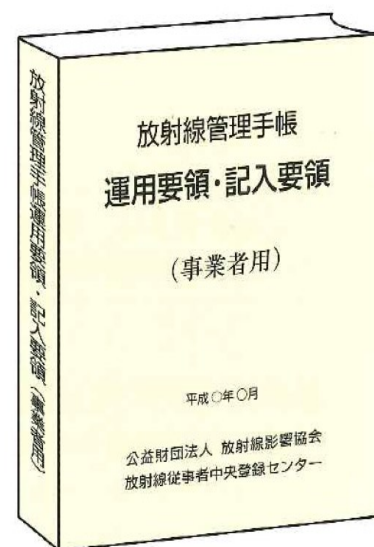 放射線管理手帳運用要領・記入要領(事業者用)
放射線管理手帳
運用要領・記入要領
(事業者用)
平成〇年〇月
公益財団法人 放射線影響協会
放射線従事者中央登録センター